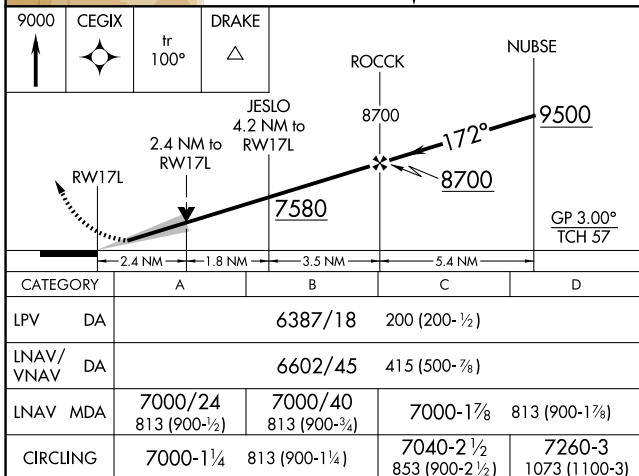 9000 CEGIX tr 100° DRAKE
NUBSE
ROCCK
8700
9500
JESLO
4.2 NM to
RW17L
2.4 NM to
RW17L
172°
RW17L
8700
7580
GP 3.00°
TCH 57
2.4 NM 1.8 NM 3.5 NM 5.4 NM
CATEGORY A B C D
LPV DA 6387/18 200 (200-½)
LNAV/
VNAV DA 6602/45 415 (500-⅞)
LNAV MDA 7000/24 7000/40 7000-1⅞ 813 (900-1⅞)
813 (900-½) 813 (900-¾)
CIRCLING 7000-1¼ 813 (900-1¼) 7040-2½ 7260-3
853 (900-2½) 1073 (1100-3)